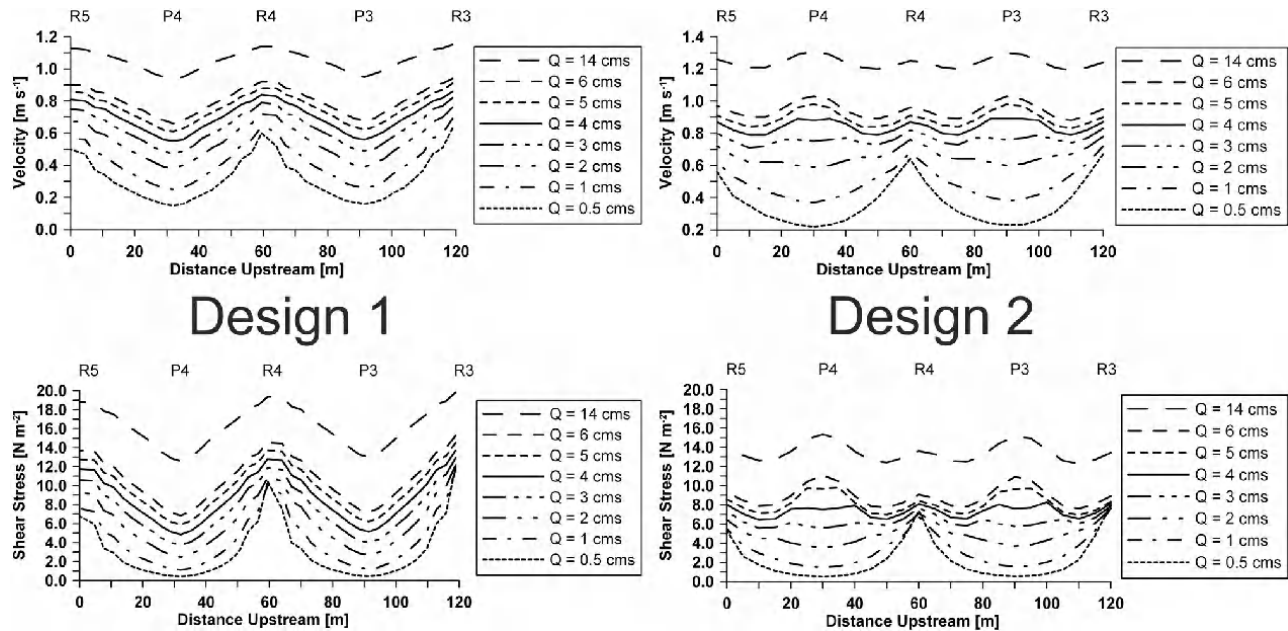 R5 P4 R4 P3 R3
1.2
1.0
0.8
0.6
0.4
0.2
0.0
Velocity [m s⁻¹]
0 20 40 60 80 100 120
Distance Upstream [m]
Q = 14 cms
Q = 6 cms
Q = 5 cms
Q = 4 cms
Q = 3 cms
Q = 2 cms
Q = 1 cms
Q = 0.5 cms
R5 P4 R4 P3 R3
1.4
1.2
1.0
0.8
0.6
0.4
0.2
Velocity [m s⁻¹]
0 20 40 60 80 100 120
Distance Upstream [m]
Q = 14 cms
Q = 6 cms
Q = 5 cms
Q = 4 cms
Q = 3 cms
Q = 2 cms
Q = 1 cms
Q = 0.5 cms
Design 1
Design 2
R5 P4 R4 P3 R3
20.0
18.0
16.0
14.0
12.0
10.0
8.0
6.0
4.0
2.0
0.0
Shear Stress [N m⁻²]
0 20 40 60 80 100 120
Distance Upstream [m]
Q = 14 cms
Q = 6 cms
Q = 5 cms
Q = 4 cms
Q = 3 cms
Q = 2 cms
Q = 1 cms
Q = 0.5 cms
R5 P4 R4 P3 R3
20.0
18.0
16.0
14.0
12.0
10.0
8.0
6.0
4.0
2.0
0.0
Shear Stress [N m⁻²]
0 20 40 60 80 100 120
Distance Upstream [m]
Q = 14 cms
Q = 6 cms
Q = 5 cms
Q = 4 cms
Q = 3 cms
Q = 2 cms
Q = 1 cms
Q = 0.5 cms